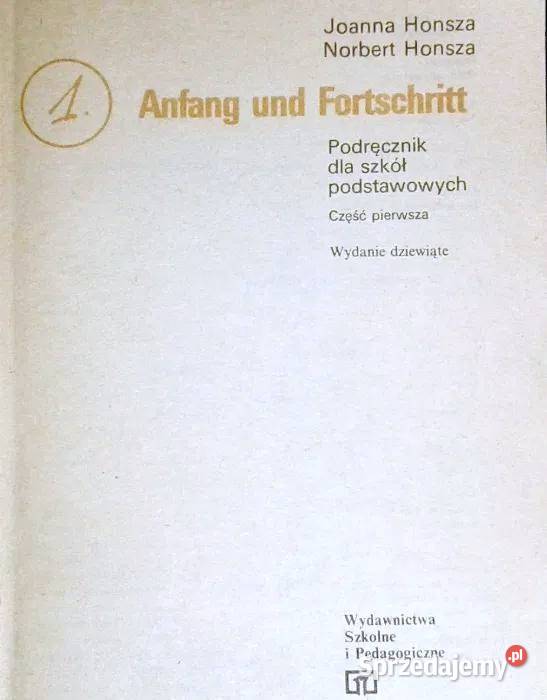 Joanna Honsza
Norbert Honsza
1. Anfang und Fortschritt
Podręcznik
dla szkół
podstawowych
Część pierwsza
Wydanie dziewiąte
Wydawnictwa
Szkolne
i Pedagogiczne
Sprzedajemy.pl